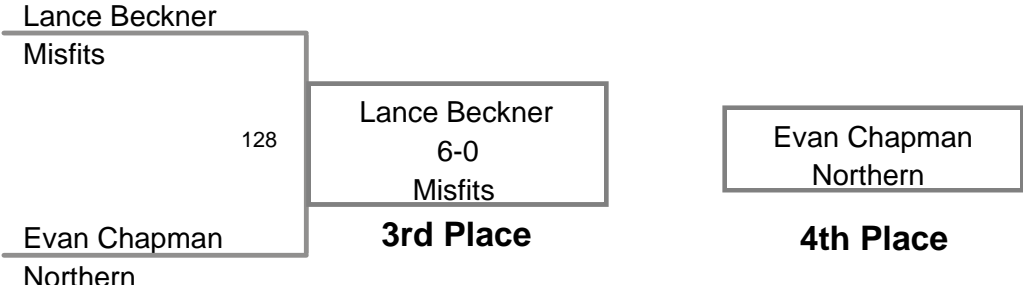 Lance Beckner
Misfits
128
Lance Beckner
6-0
Misfits
3rd Place
Evan Chapman
Northern
4th Place
Evan Chapman
Northern